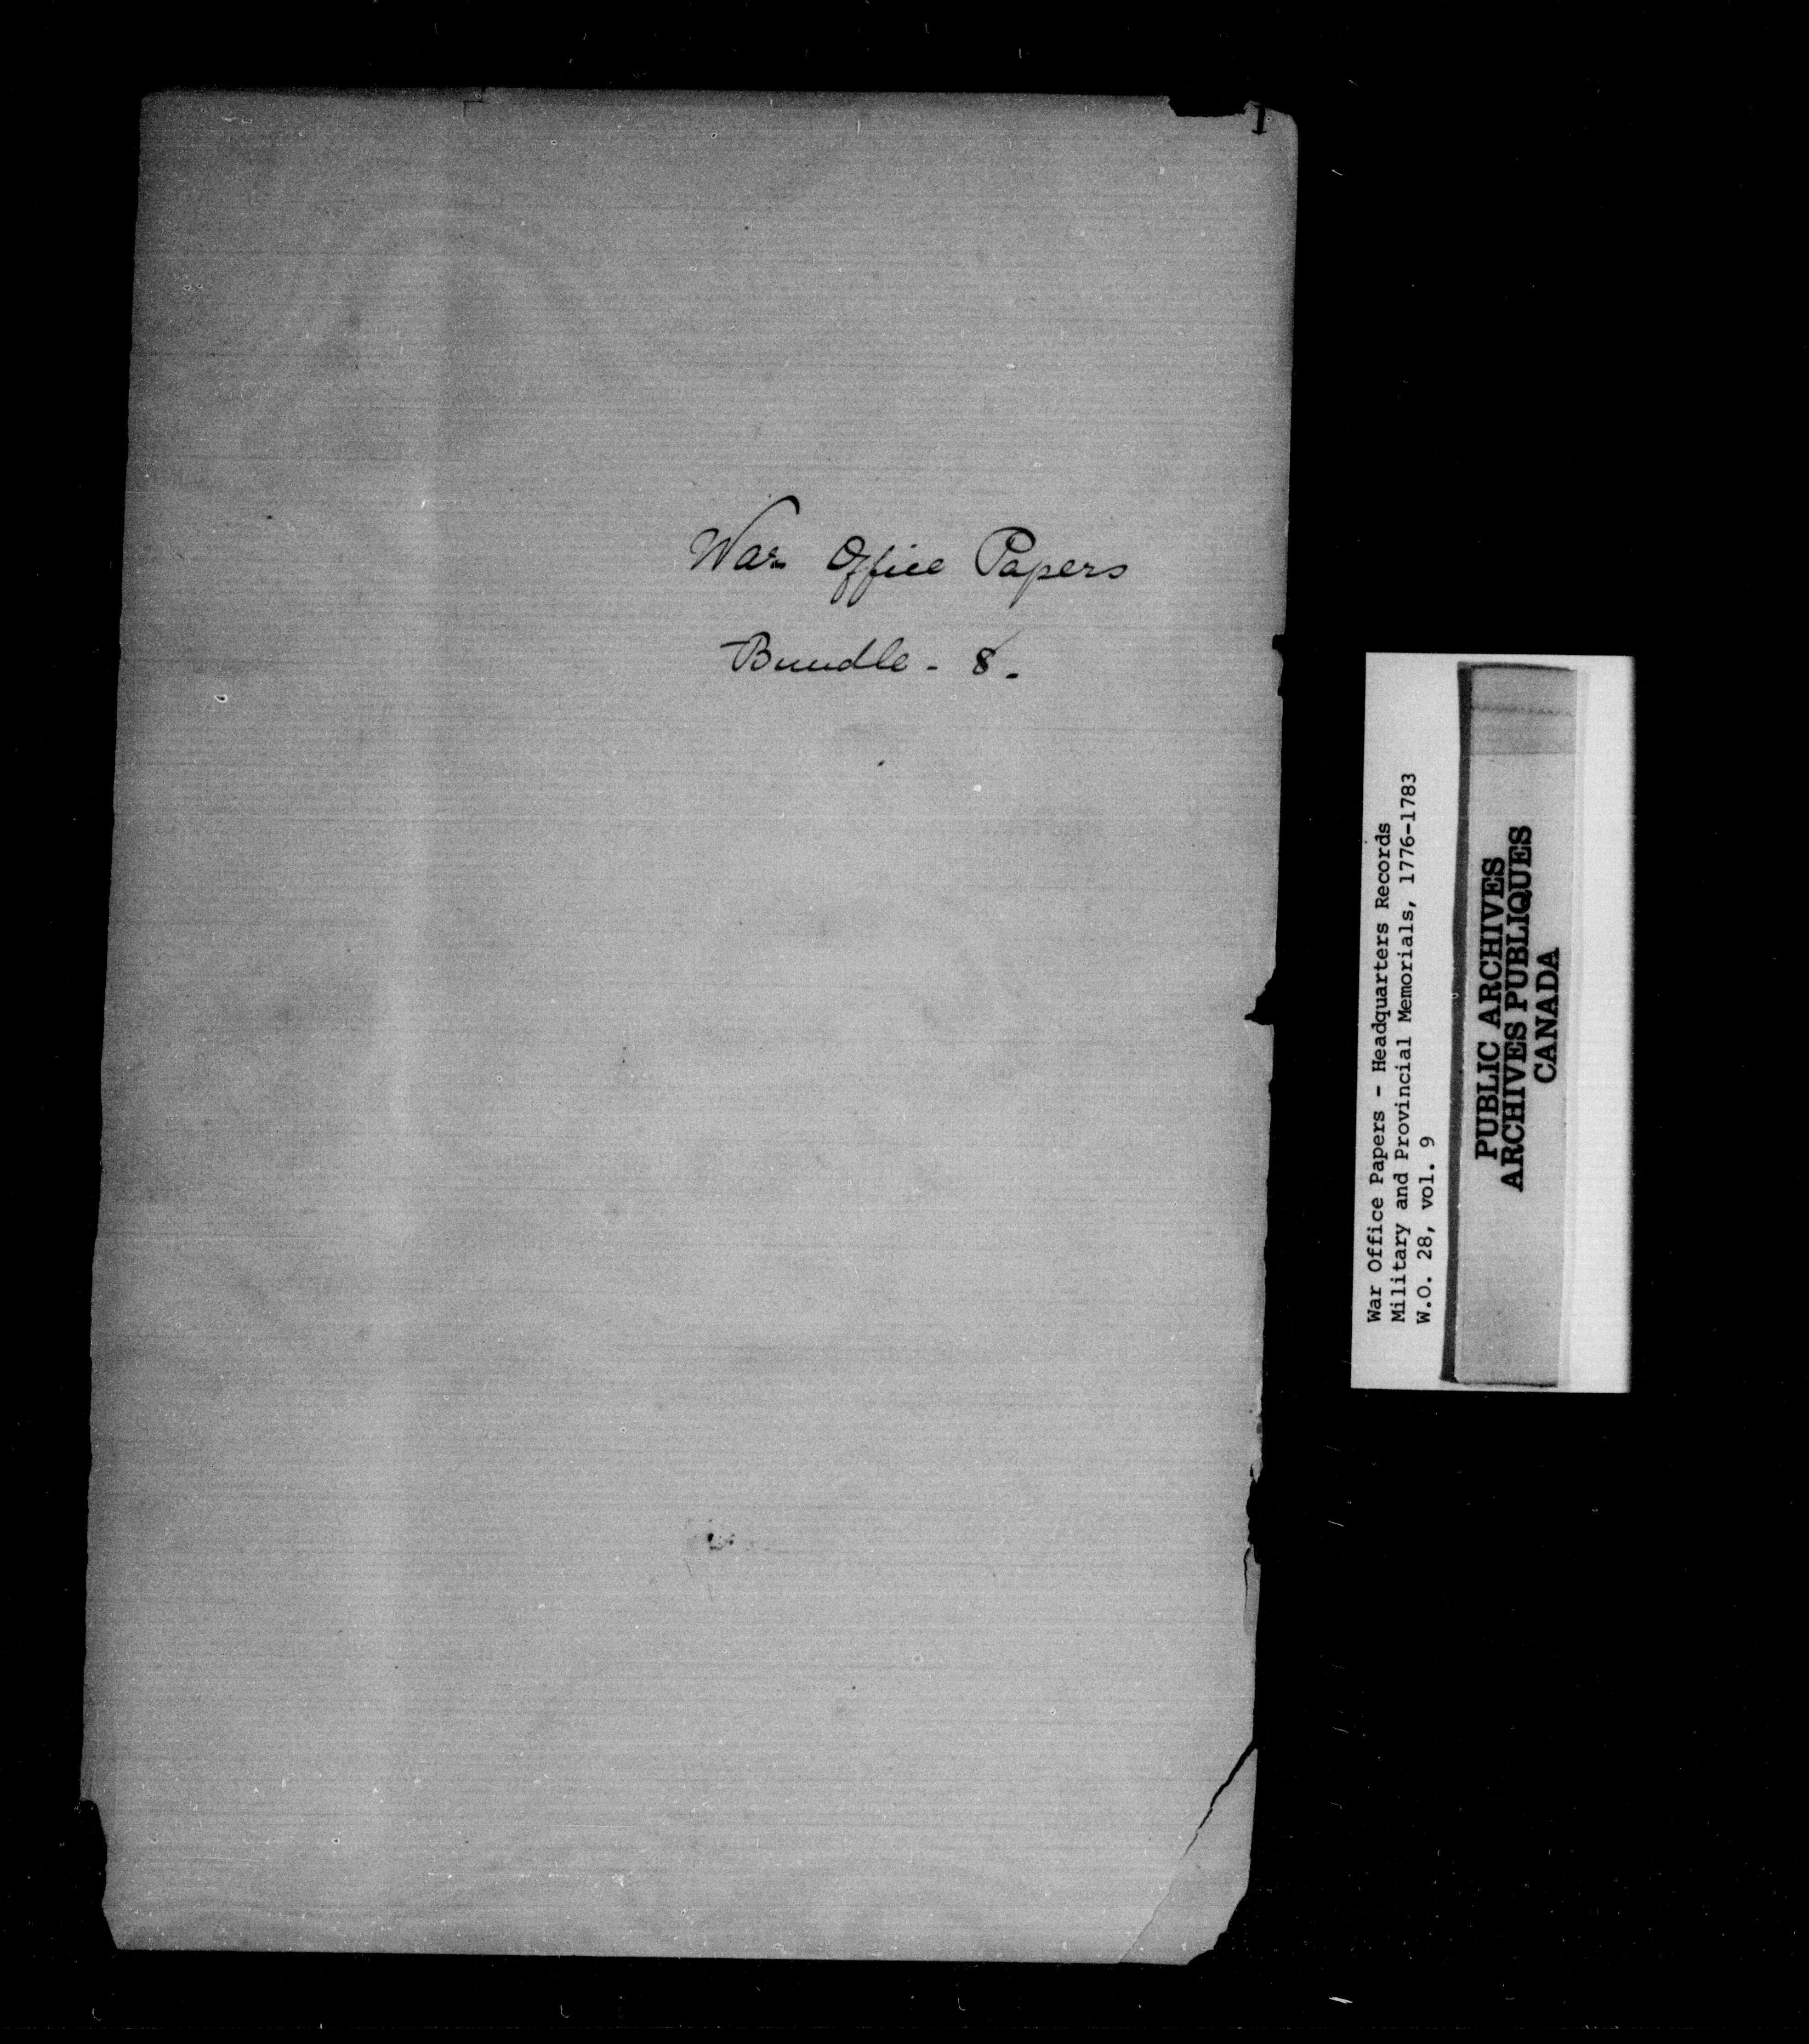 1
War Office Papers
Bundle - 8.
War Office Papers - Headquarters Records
Military and Provincial Memorials, 1776-1783
W.O. 28, vol. 9
PUBLIC ARCHIVES
ARCHIVES PUBLIQUES
CANADA